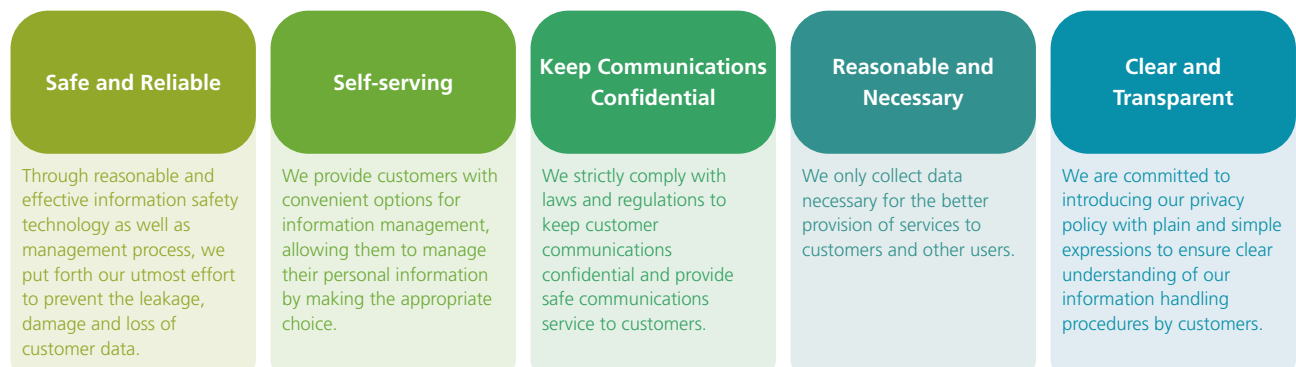 Safe and Reliable
Through reasonable and
effective information safety
technology as well as
management process, we
put forth our utmost effort
to prevent the leakage,
damage and loss of
customer data.
Self-serving
We provide customers with
convenient options for
information management,
allowing them to manage
their personal information
by making the appropriate
choice.
Keep Communications
Confidential
We strictly comply with
laws and regulations to
keep customer
communications
confidential and provide
safe communications
service to customers.
Reasonable and
Necessary
We only collect data
necessary for the better
provision of services to
customers and other users.
Clear and
Transparent
We are committed to
introducing our privacy
policy with plain and simple
expressions to ensure clear
understanding of our
information handling
procedures by customers.